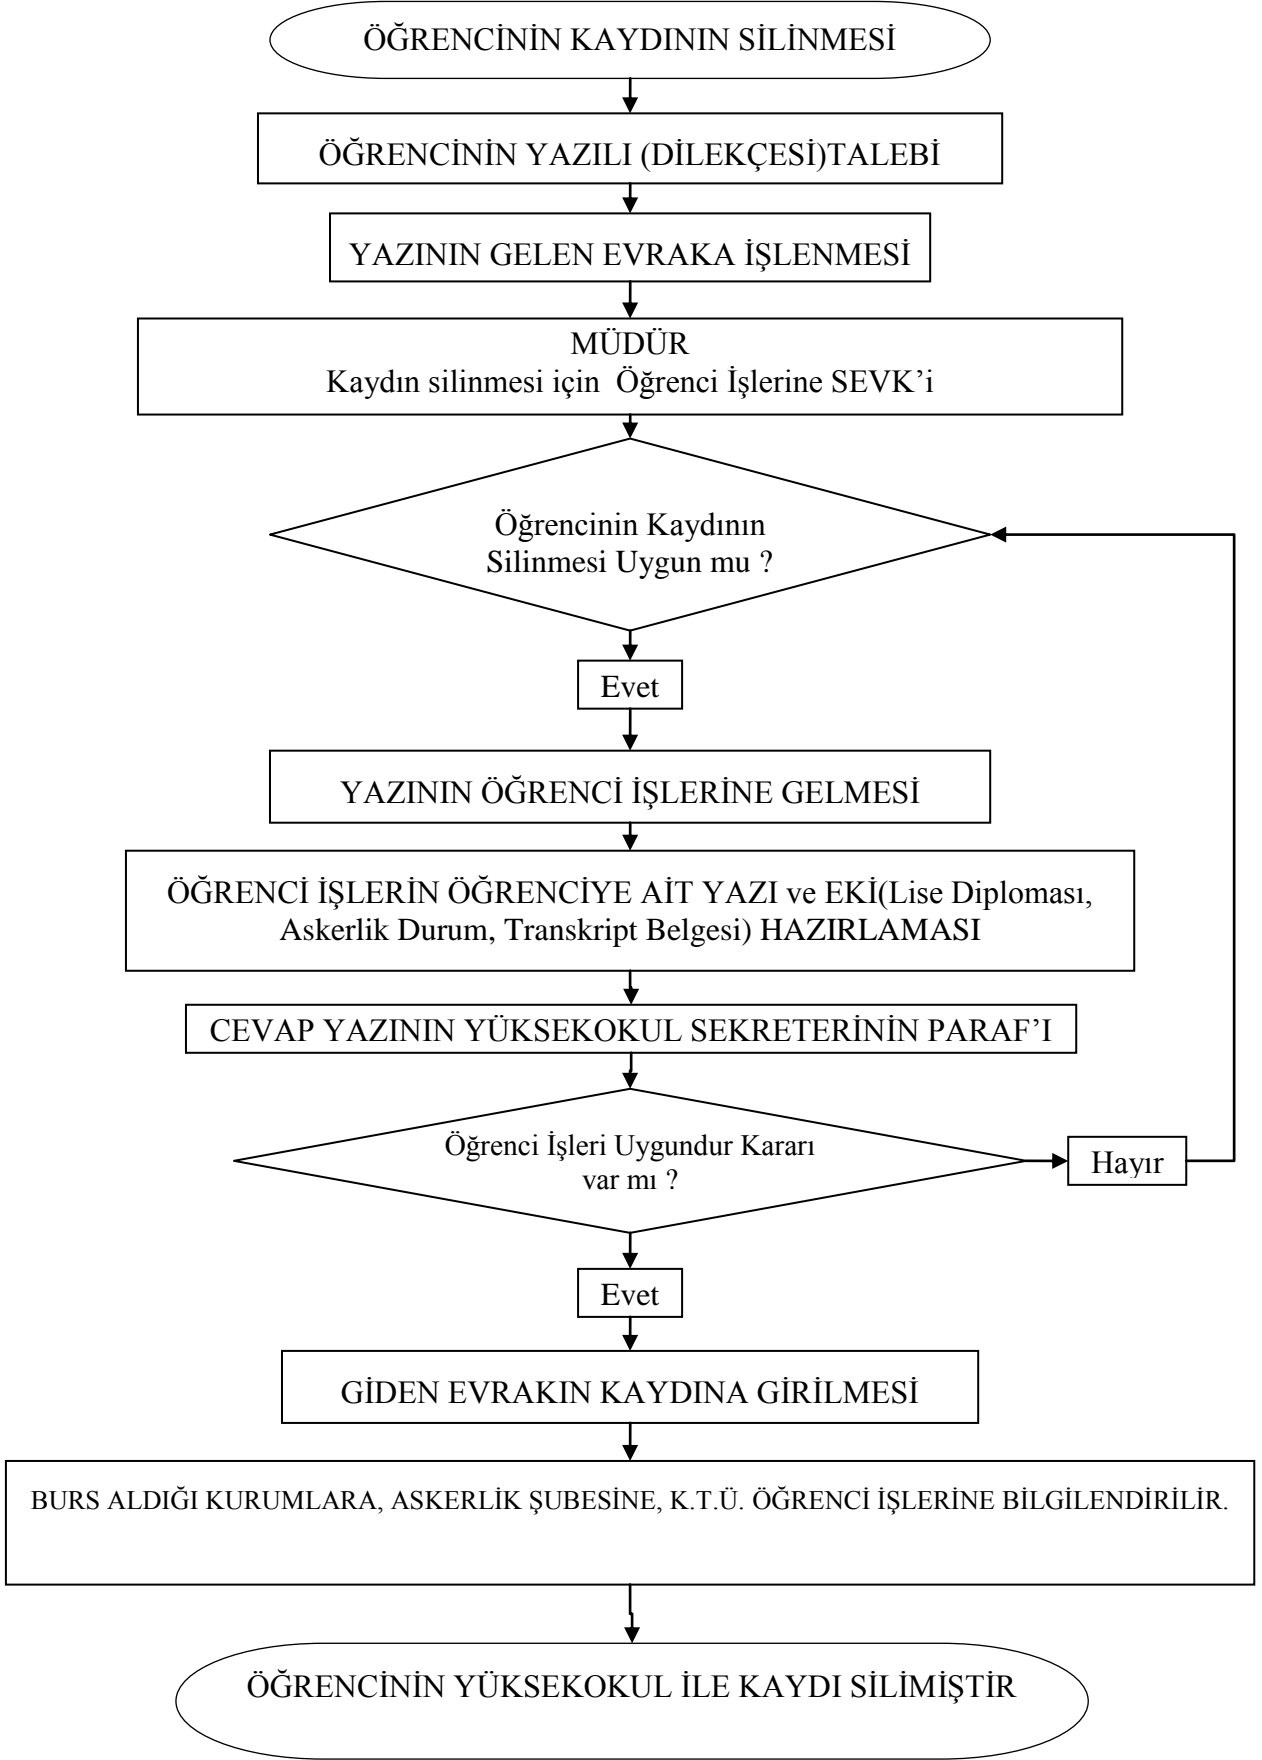 ÖĞRENCİNİN KAYDININ SİLİNMESİ
ÖĞRENCİNİN YAZILI (DİLEKÇESİ)TALEBİ
YAZININ GELEN EVRAKA İŞLENMESİ
MÜDÜR
Kaydın silinmesi için Öğrenci İşlerine SEVK’i
Öğrencinin Kaydının
Silinmesi Uygun mu ?
Evet
YAZININ ÖĞRENCİ İŞLERİNE GELMESİ
ÖĞRENCİ İŞLERİN ÖĞRENCİYE AİT YAZI ve EKİ(Lise Diploması,
Askerlik Durum, Transkript Belgesi) HAZIRLAMASI
CEVAP YAZININ YÜKSEKOKUL SEKRETERİNİN PARAF’I
Öğrenci İşleri Uygundur Kararı
var mı ?
Hayır
Evet
GİDEN EVRAKIN KAYDINA GİRİLMESİ
BURS ALDIĞI KURUMLARA, ASKERLİK ŞUBESİNE, K.T.Ü. ÖĞRENCİ İŞLERİNE BİLGİLENDİRİLİR.
ÖĞRENCİNİN YÜKSEKOKUL İLE KAYDI SİLİMİŞTİR